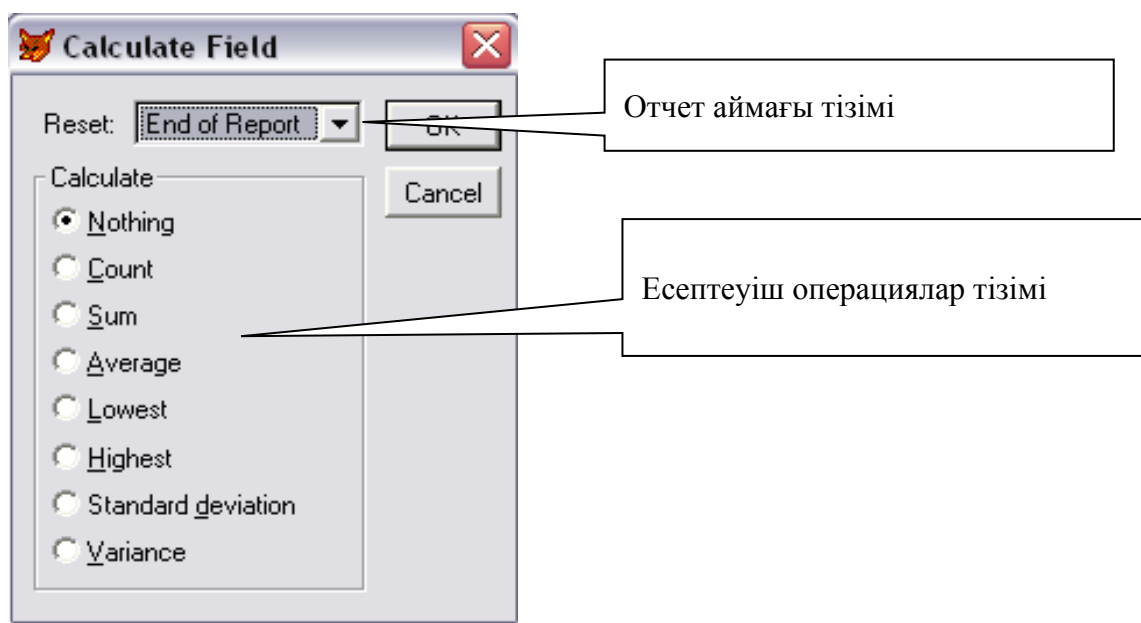 Calculate Field
Reset: End of Report
OK
Отчет аймағы тізімі
Calculate
Cancel
Nothing
Count
Sum
Average
Lowest
Highest
Standard deviation
Variance
Есептеуіш операциялар тізімі